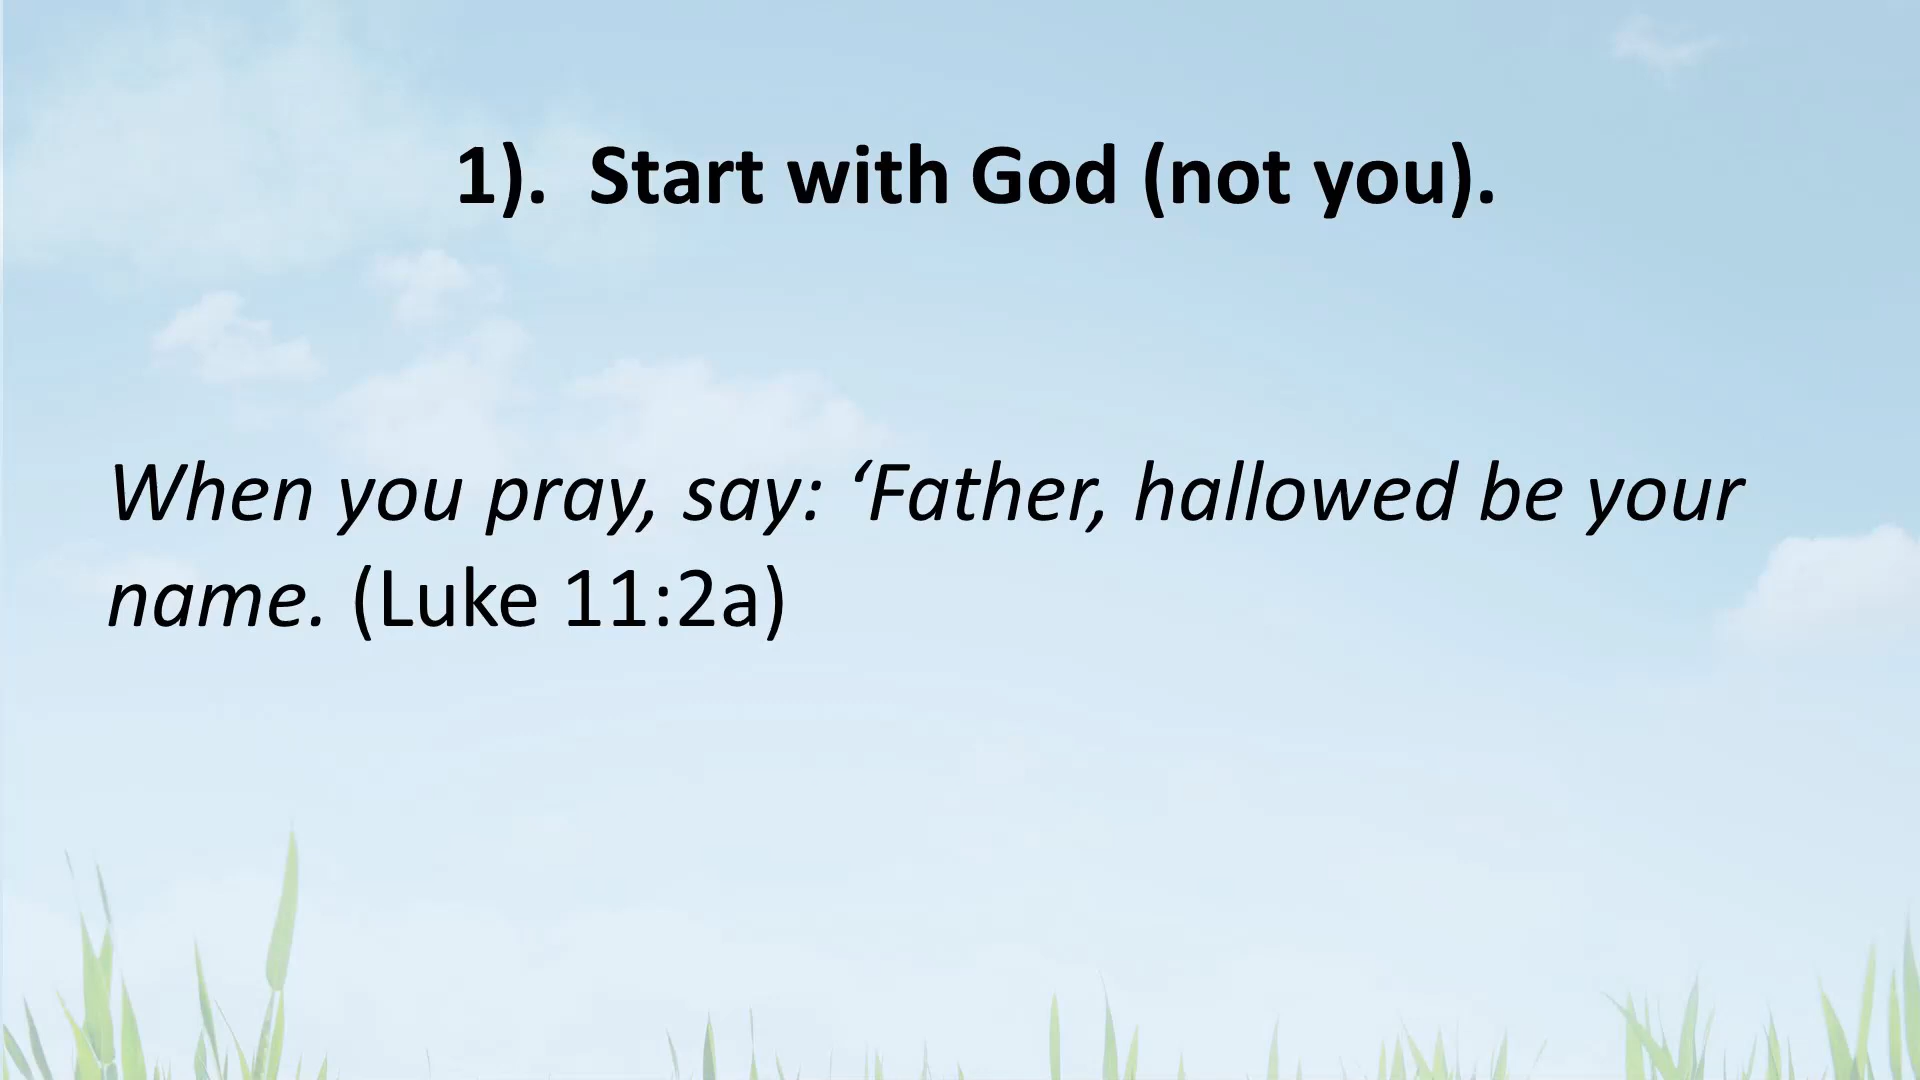 1).  Start with God (not you).
When you pray, say: ‘Father, hallowed be your
name. (Luke 11:2a)